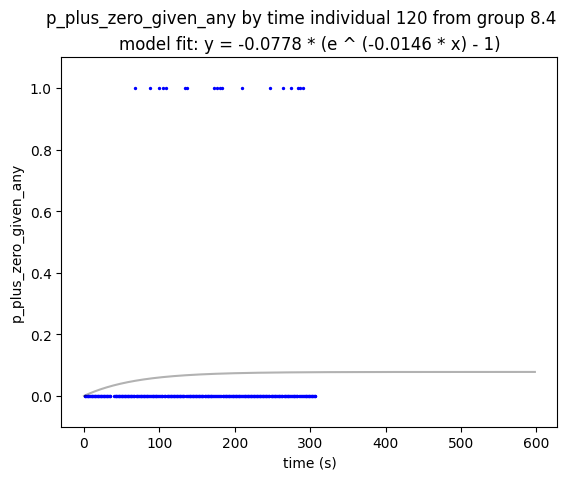 p_plus_zero_given_any by time individual 120 from group 8.4
model fit: y = -0.0778 * (e ^ (-0.0146 * x) - 1)
1.0
0.8
0.6
0.4
0.2
0.0
p_plus_zero_given_any
0 100 200 300 400 500 600
time (s)